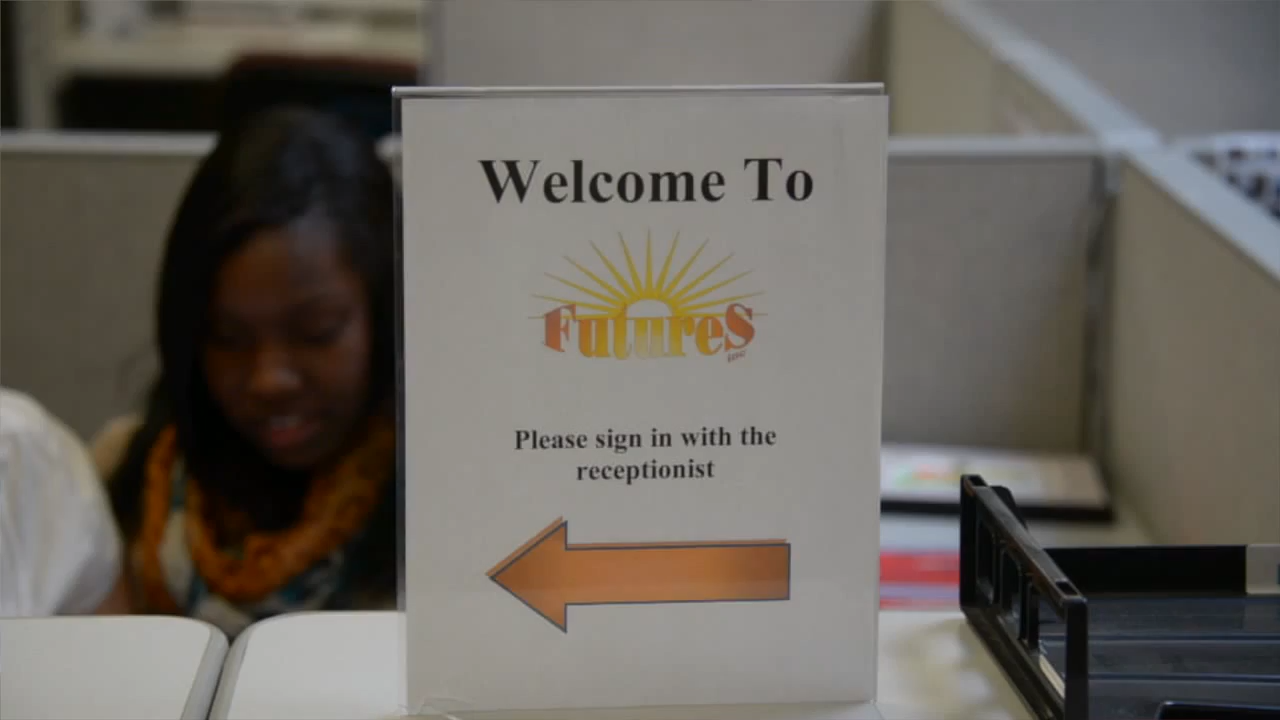 Welcome To
Futures
Please sign in with the
receptionist